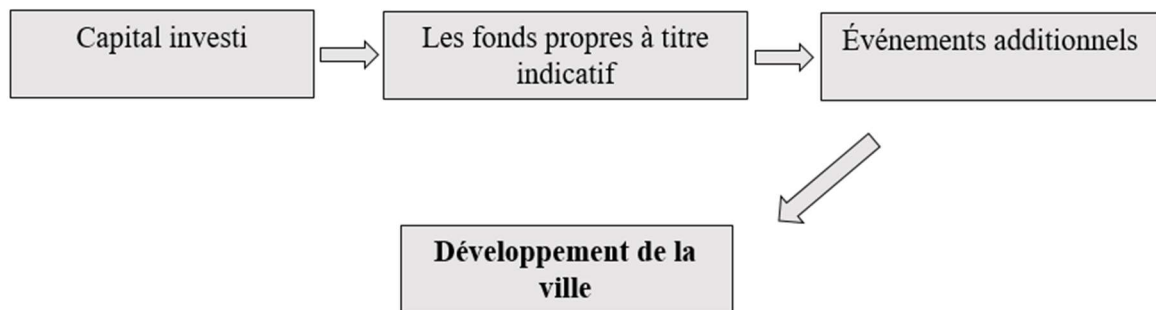 Capital investi
Les fonds propres à titre
indicatif
Événements additionnels
Développement de la
ville